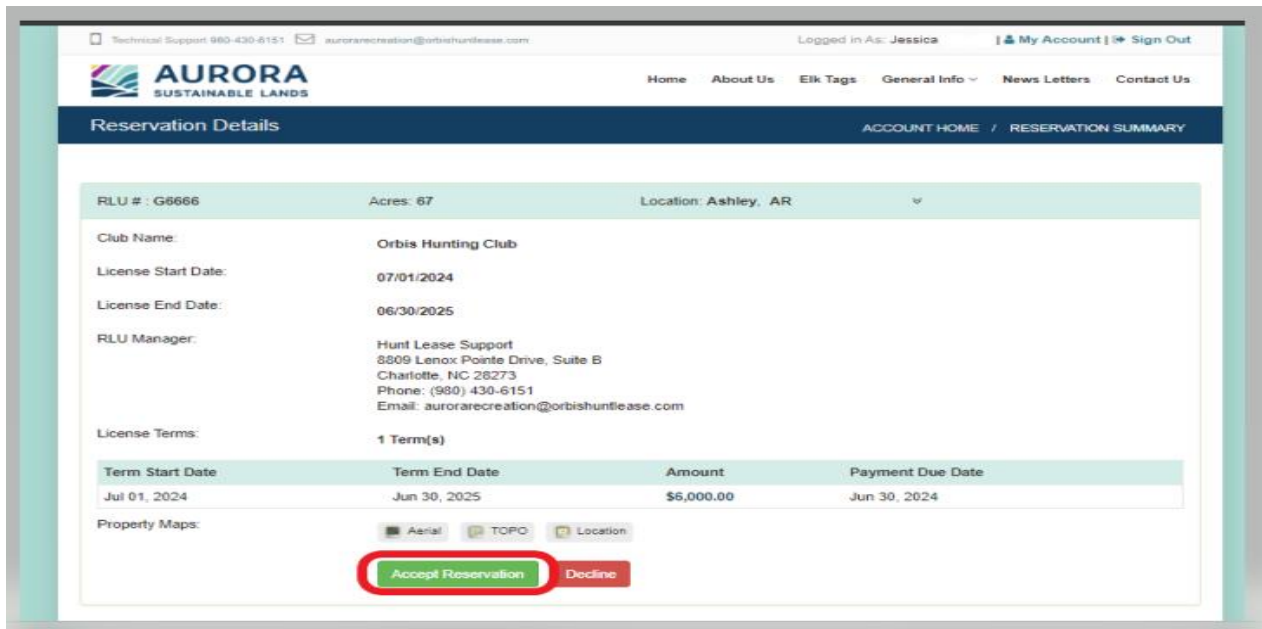 Technical Support 980-430-6151 aurorarecreation@orbishuntlease.com Logged in As: Jessica | My Account | Sign Out
AURORA
SUSTAINABLE LANDS
Home About Us Elk Tags General Info News Letters Contact Us
Reservation Details ACCOUNT HOME / RESERVATION SUMMARY
RLU # : G6666 Acres: 67 Location: Ashley, AR
Club Name: Orbis Hunting Club
License Start Date: 07/01/2024
License End Date: 06/30/2025
RLU Manager: Hunt Lease Support
8809 Lenox Pointe Drive, Suite B
Charlotte, NC 28273
Phone: (980) 430-6151
Email: aurorarecreation@orbishuntlease.com
License Terms: 1 Term(s)
Term Start Date Term End Date Amount Payment Due Date
Jul 01, 2024 Jun 30, 2025 $6,000.00 Jun 30, 2024
Property Maps: Aerial TOPO Location
Accept Reservation Decline